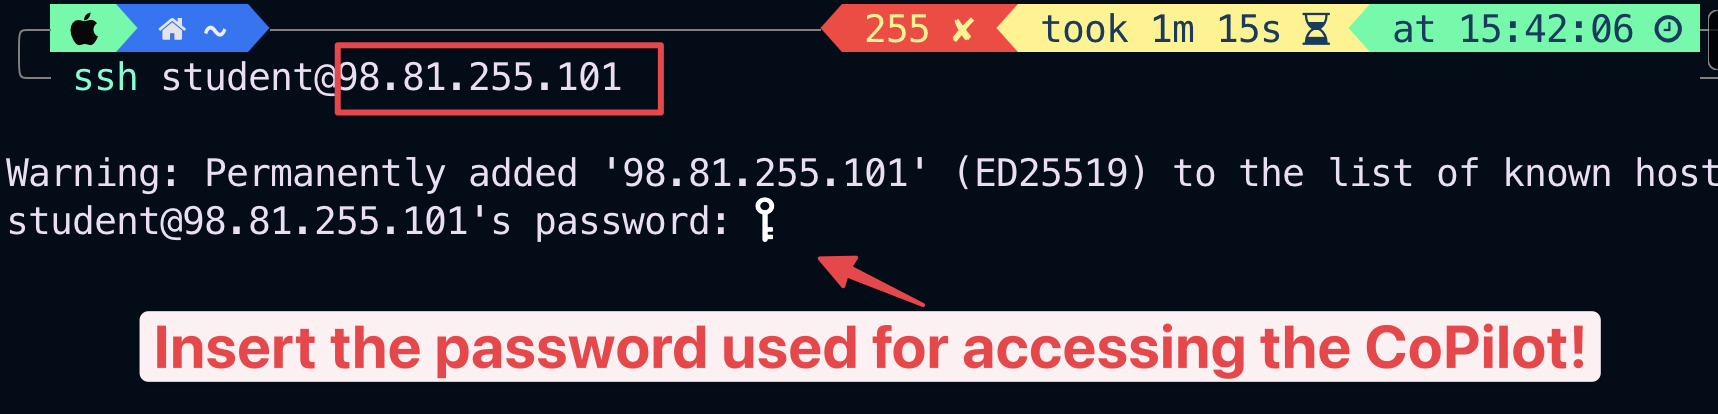 ~ 255 ✘ took 1m 15s at 15:42:06
ssh student@98.81.255.101
Warning: Permanently added '98.81.255.101' (ED25519) to the list of known host
student@98.81.255.101's password:
Insert the password used for accessing the CoPilot!